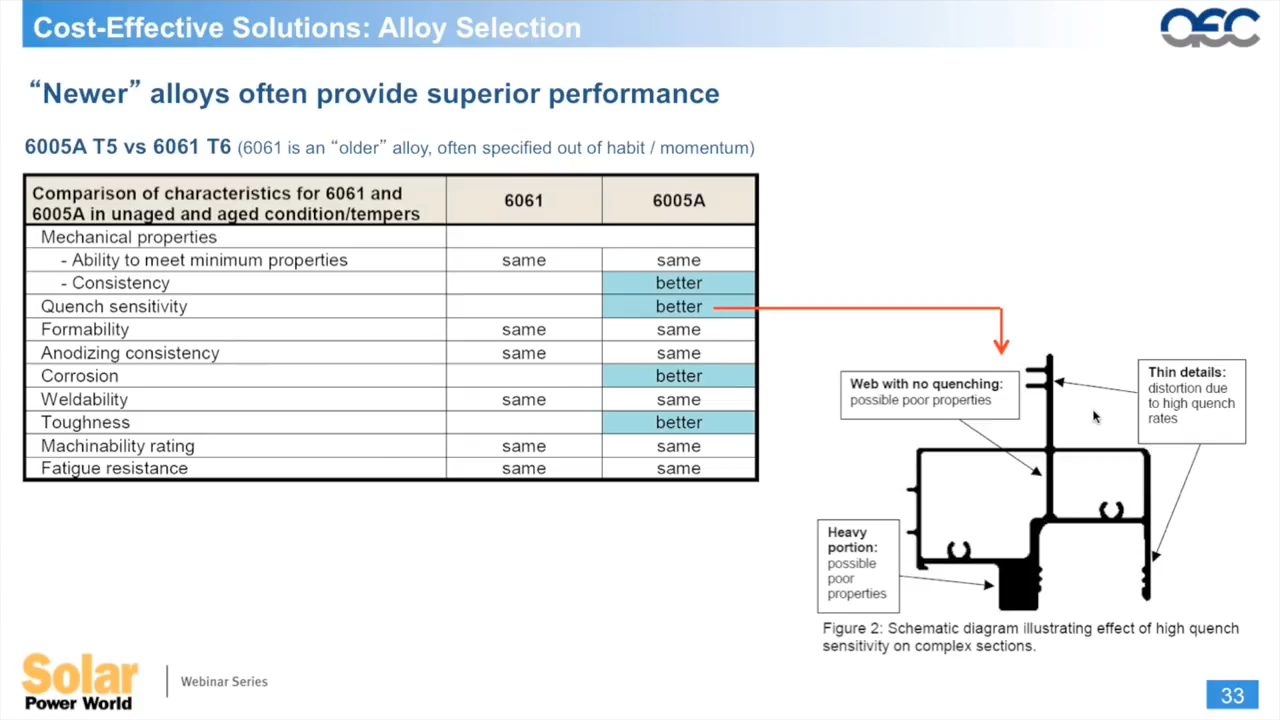 Cost-Effective Solutions: Alloy Selection
AEC
“Newer” alloys often provide superior performance
6005A T5 vs 6061 T6 (6061 is an “older” alloy, often specified out of habit / momentum)
Comparison of characteristics for 6061 and
6005A in unaged and aged condition/tempers
6061
6005A
Mechanical properties
- Ability to meet minimum properties same same
- Consistency better
Quench sensitivity better
Formability same same
Anodizing consistency same same
Corrosion better
Weldability same same
Toughness better
Machinability rating same same
Fatigue resistance same same
Web with no quenching:
possible poor properties
Thin details:
distortion due
to high quench
rates
Heavy
portion:
possible
poor
properties
Figure 2: Schematic diagram illustrating effect of high quench
sensitivity on complex sections.
Solar
Power World
Webinar Series
33